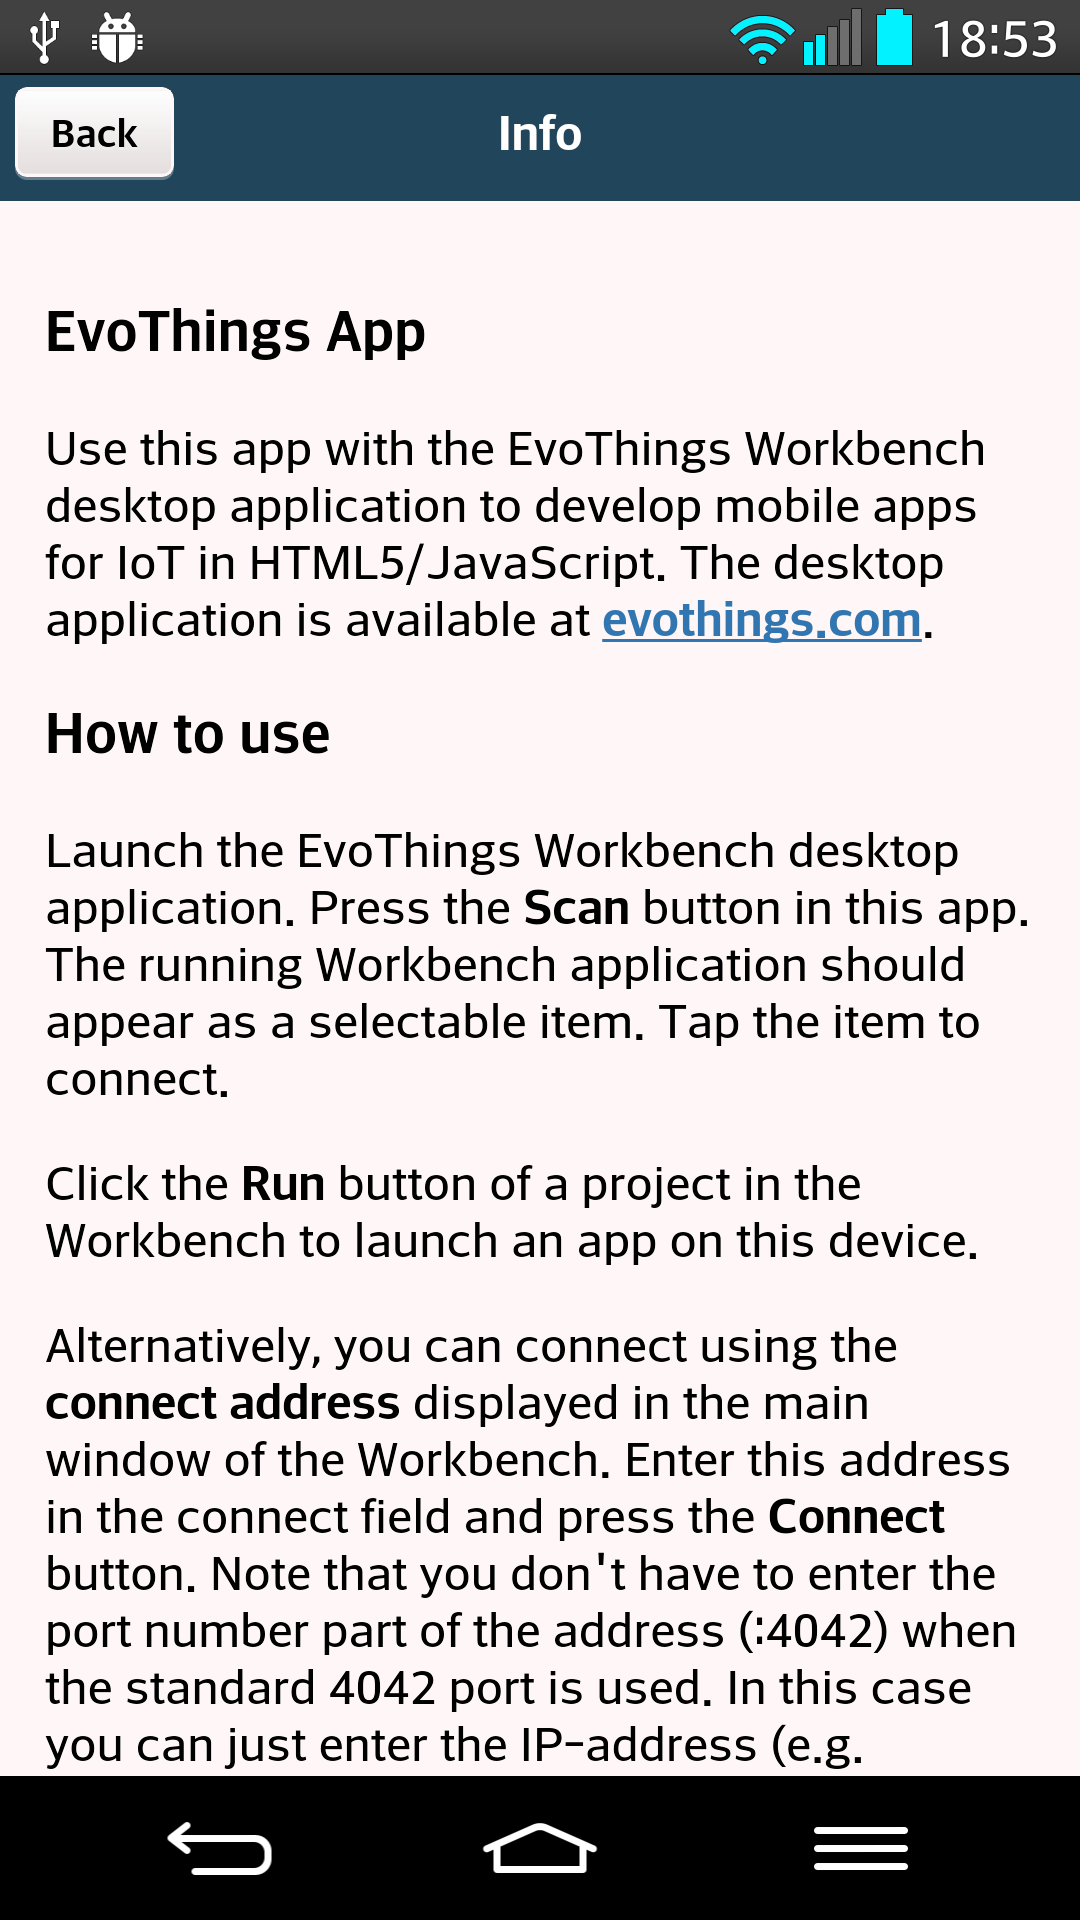 18:53
Back
Info
EvoThings App
Use this app with the EvoThings Workbench
desktop application to develop mobile apps
for IoT in HTML5/JavaScript. The desktop
application is available at evothings.com.
How to use
Launch the EvoThings Workbench desktop
application. Press the Scan button in this app.
The running Workbench application should
appear as a selectable item. Tap the item to
connect.
Click the Run button of a project in the
Workbench to launch an app on this device.
Alternatively, you can connect using the
connect address displayed in the main
window of the Workbench. Enter this address
in the connect field and press the Connect
button. Note that you don't have to enter the
port number part of the address (:4042) when
the standard 4042 port is used. In this case
you can just enter the IP-address (e.g.